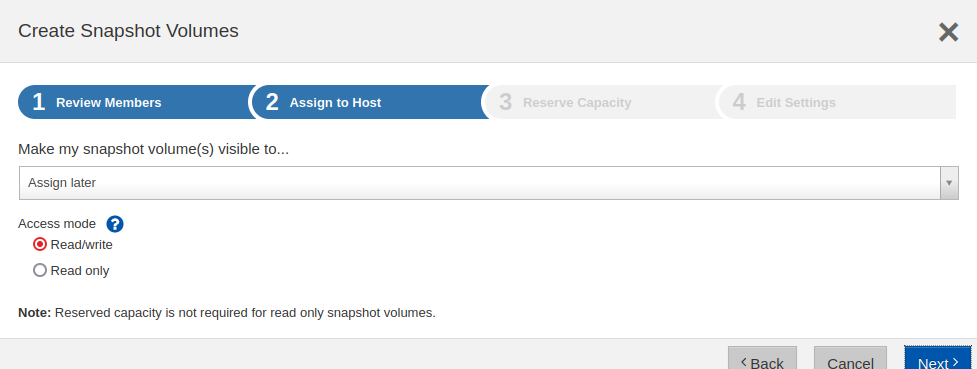 Create Snapshot Volumes
1 Review Members 2 Assign to Host 3 Reserve Capacity 4 Edit Settings
Make my snapshot volume(s) visible to...
Assign later
Access mode ?
Read/write
Read only
Note: Reserved capacity is not required for read only snapshot volumes.
Back Cancel Next